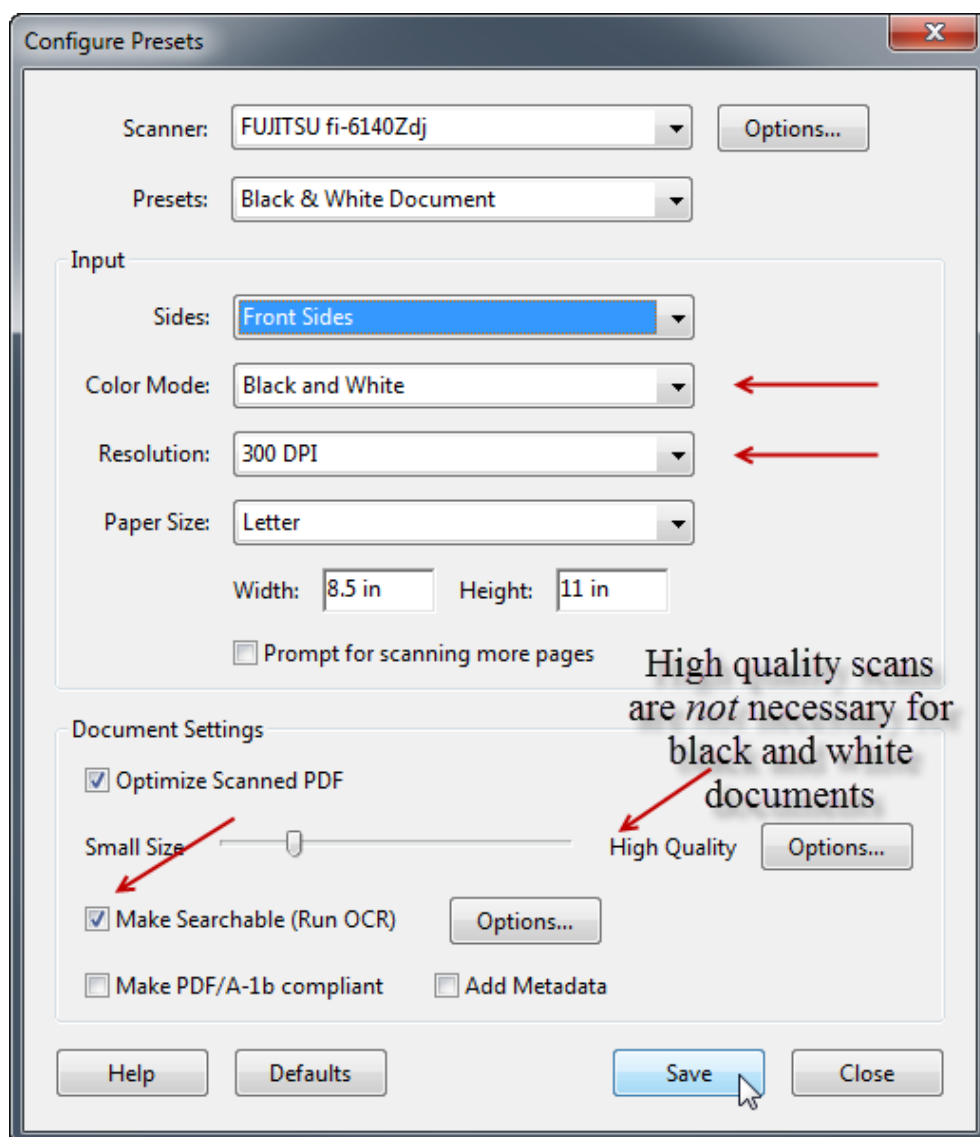 Configure Presets
Scanner: FUJITSU fi-6140Zdj Options...
Presets: Black & White Document
Input
Sides: Front Sides
Color Mode: Black and White
Resolution: 300 DPI
Paper Size: Letter
Width: 8.5 in Height: 11 in
Prompt for scanning more pages
High quality scans
are not necessary for
black and white
documents
Document Settings
Optimize Scanned PDF
Small Size High Quality Options...
Make Searchable (Run OCR) Options...
Make PDF/A-1b compliant Add Metadata
Help Defaults Save Close